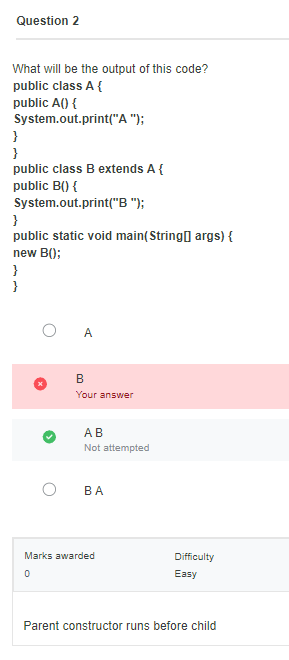 Question 2
What will be the output of this code?
public class A {
public A() {
System.out.print("A ");
}
}
public class B extends A {
public B() {
System.out.print("B ");
}
public static void main(String[] args) {
new B();
}
}
A
B
Your answer
A B
Not attempted
B A
Marks awarded
0
Difficulty
Easy
Parent constructor runs before child